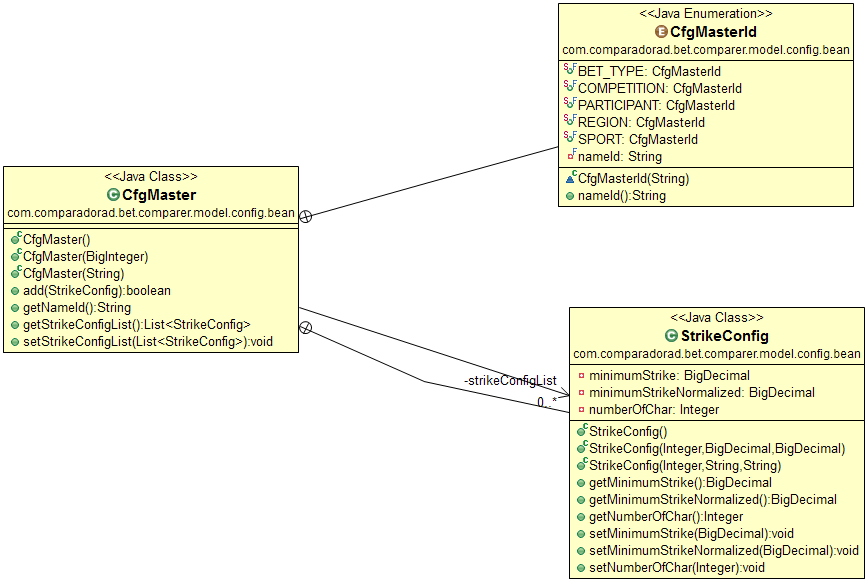 <<Java Enumeration>>
CfgMasterId
com.comparadorad.bet.comparer.model.config.bean
BET_TYPE: CfgMasterId
COMPETITION: CfgMasterId
PARTICIPANT: CfgMasterId
REGION: CfgMasterId
SPORT: CfgMasterId
nameId: String
CfgMasterId(String)
nameId():String
<<Java Class>>
CfgMaster
com.comparadorad.bet.comparer.model.config.bean
CfgMaster()
CfgMaster(BigInteger)
CfgMaster(String)
add(StrikeConfig):boolean
getNameId():String
getStrikeConfigList():List<StrikeConfig>
setStrikeConfigList(List<StrikeConfig>):void
-strikeConfigList
0..*
<<Java Class>>
StrikeConfig
com.comparadorad.bet.comparer.model.config.bean
minimumStrike: BigDecimal
minimumStrikeNormalized: BigDecimal
numberOfChar: Integer
StrikeConfig()
StrikeConfig(Integer,BigDecimal,BigDecimal)
StrikeConfig(Integer,String,String)
getMinimumStrike():BigDecimal
getMinimumStrikeNormalized():BigDecimal
getNumberOfChar():Integer
setMinimumStrike(BigDecimal):void
setMinimumStrikeNormalized(BigDecimal):void
setNumberOfChar(Integer):void